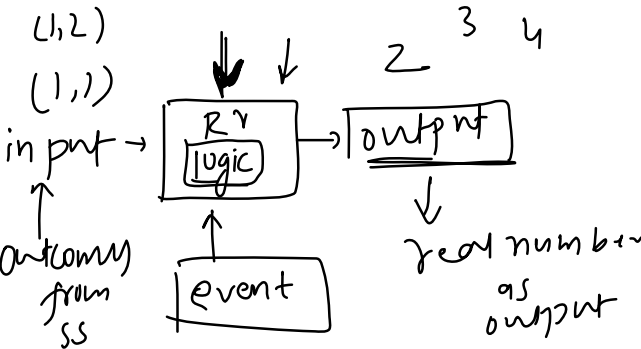 (1,2)
2 3 4
(1,1)
input → RV → output
logic
outcomy
from
SS
event
real number
as
output